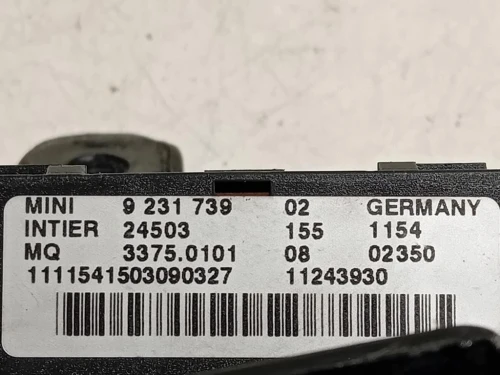 MINI 9 231 739 02 GERMANY
INTIER 24503 155 1154
MQ 3375.0101 08 02350
1111541503090327 11243930